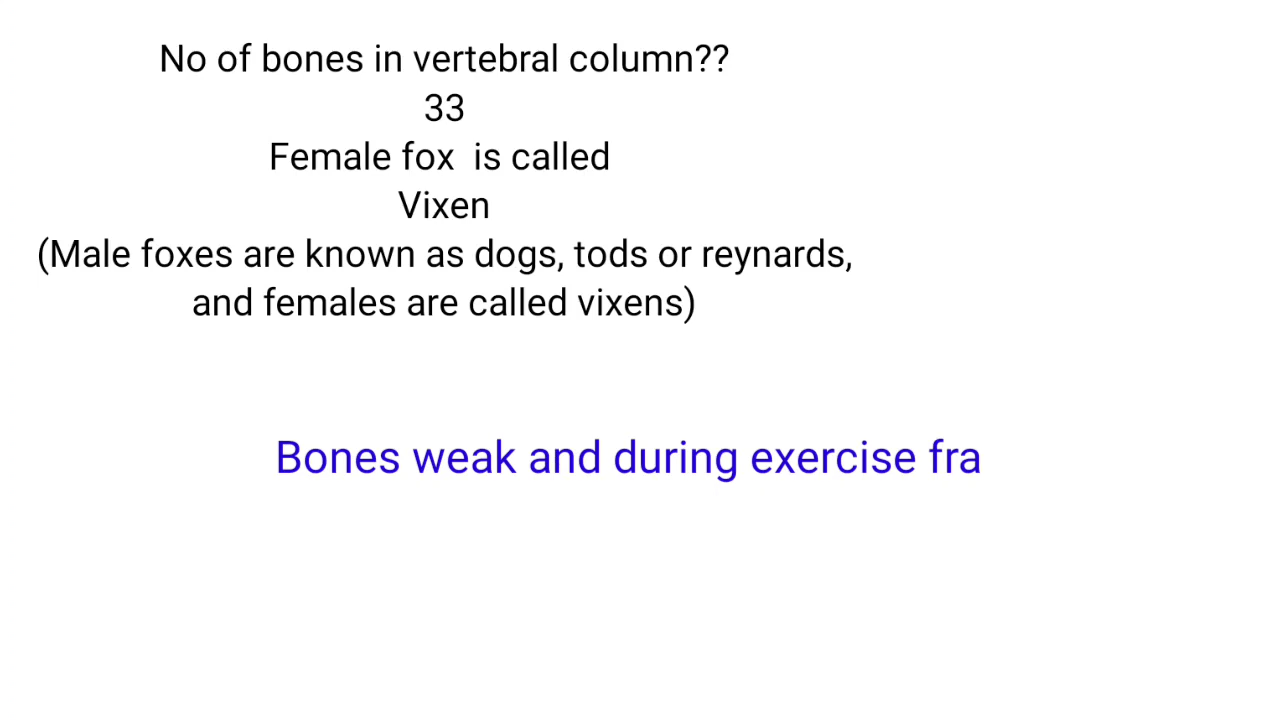 No of bones in vertebral column??
33
Female fox  is called
Vixen
(Male foxes are known as dogs, tods or reynards,
and females are called vixens)
Bones weak and during exercise fra